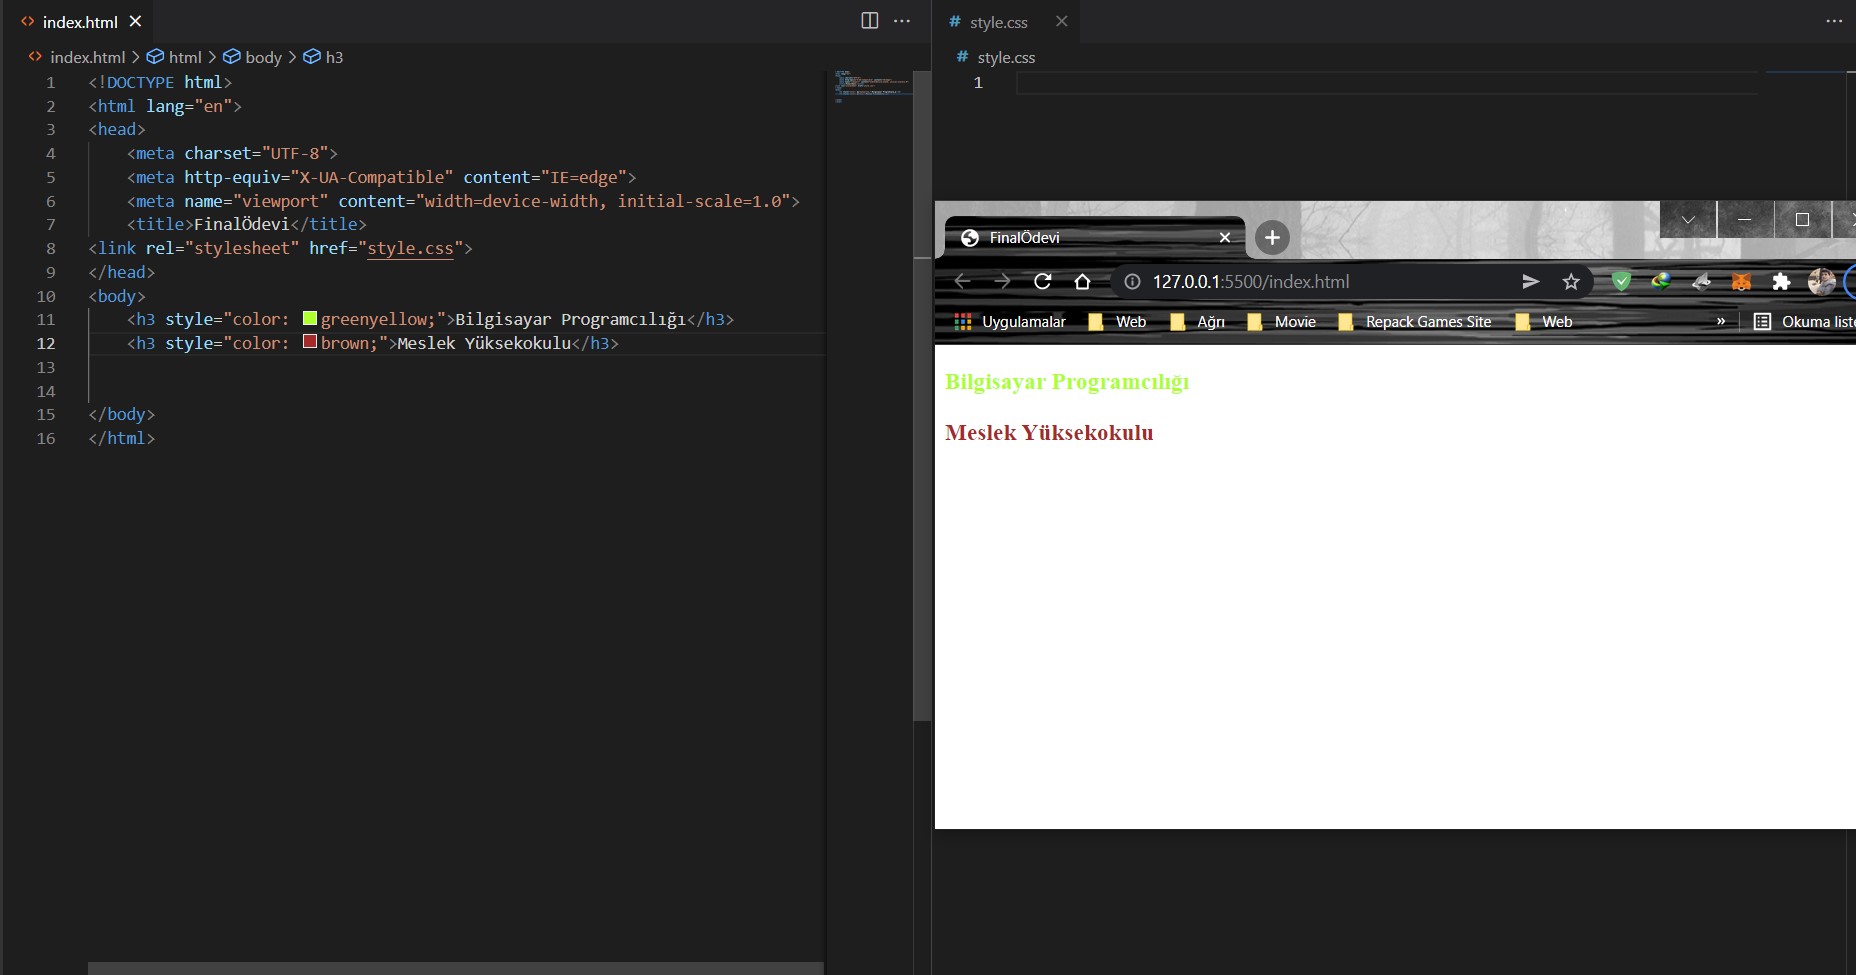 index.html
index.html > html > body > h3
1 <!DOCTYPE html>
2 <html lang="en">
3 <head>
4 <meta charset="UTF-8">
5 <meta http-equiv="X-UA-Compatible" content="IE=edge">
6 <meta name="viewport" content="width=device-width, initial-scale=1.0">
7 <title>FinalÖdevi</title>
8 <link rel="stylesheet" href="style.css">
9 </head>
10 <body>
11 <h3 style="color: greenyellow;">Bilgisayar Programcılığı</h3>
12 <h3 style="color: brown;">Meslek Yüksekokulu</h3>
13
14
15 </body>
16 </html>
# style.css
# style.css
1
FinalÖdevi
127.0.0.1:5500/index.html
Uygulamalar Web Ağrı Movie Repack Games Site Web » Okuma liste
Bilgisayar Programcılığı
Meslek Yüksekokulu